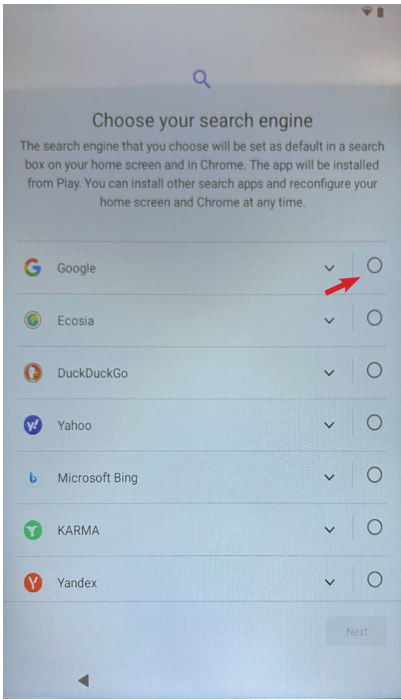 Choose your search engine
The search engine that you choose will be set as default in a search
box on your home screen and in Chrome. The app will be installed
from Play. You can install other search apps and reconfigure your
home screen and Chrome at any time.
Google
Ecosia
DuckDuckGo
y!
Yahoo
b
Microsoft Bing
KARMA
Y
Yandex
Next